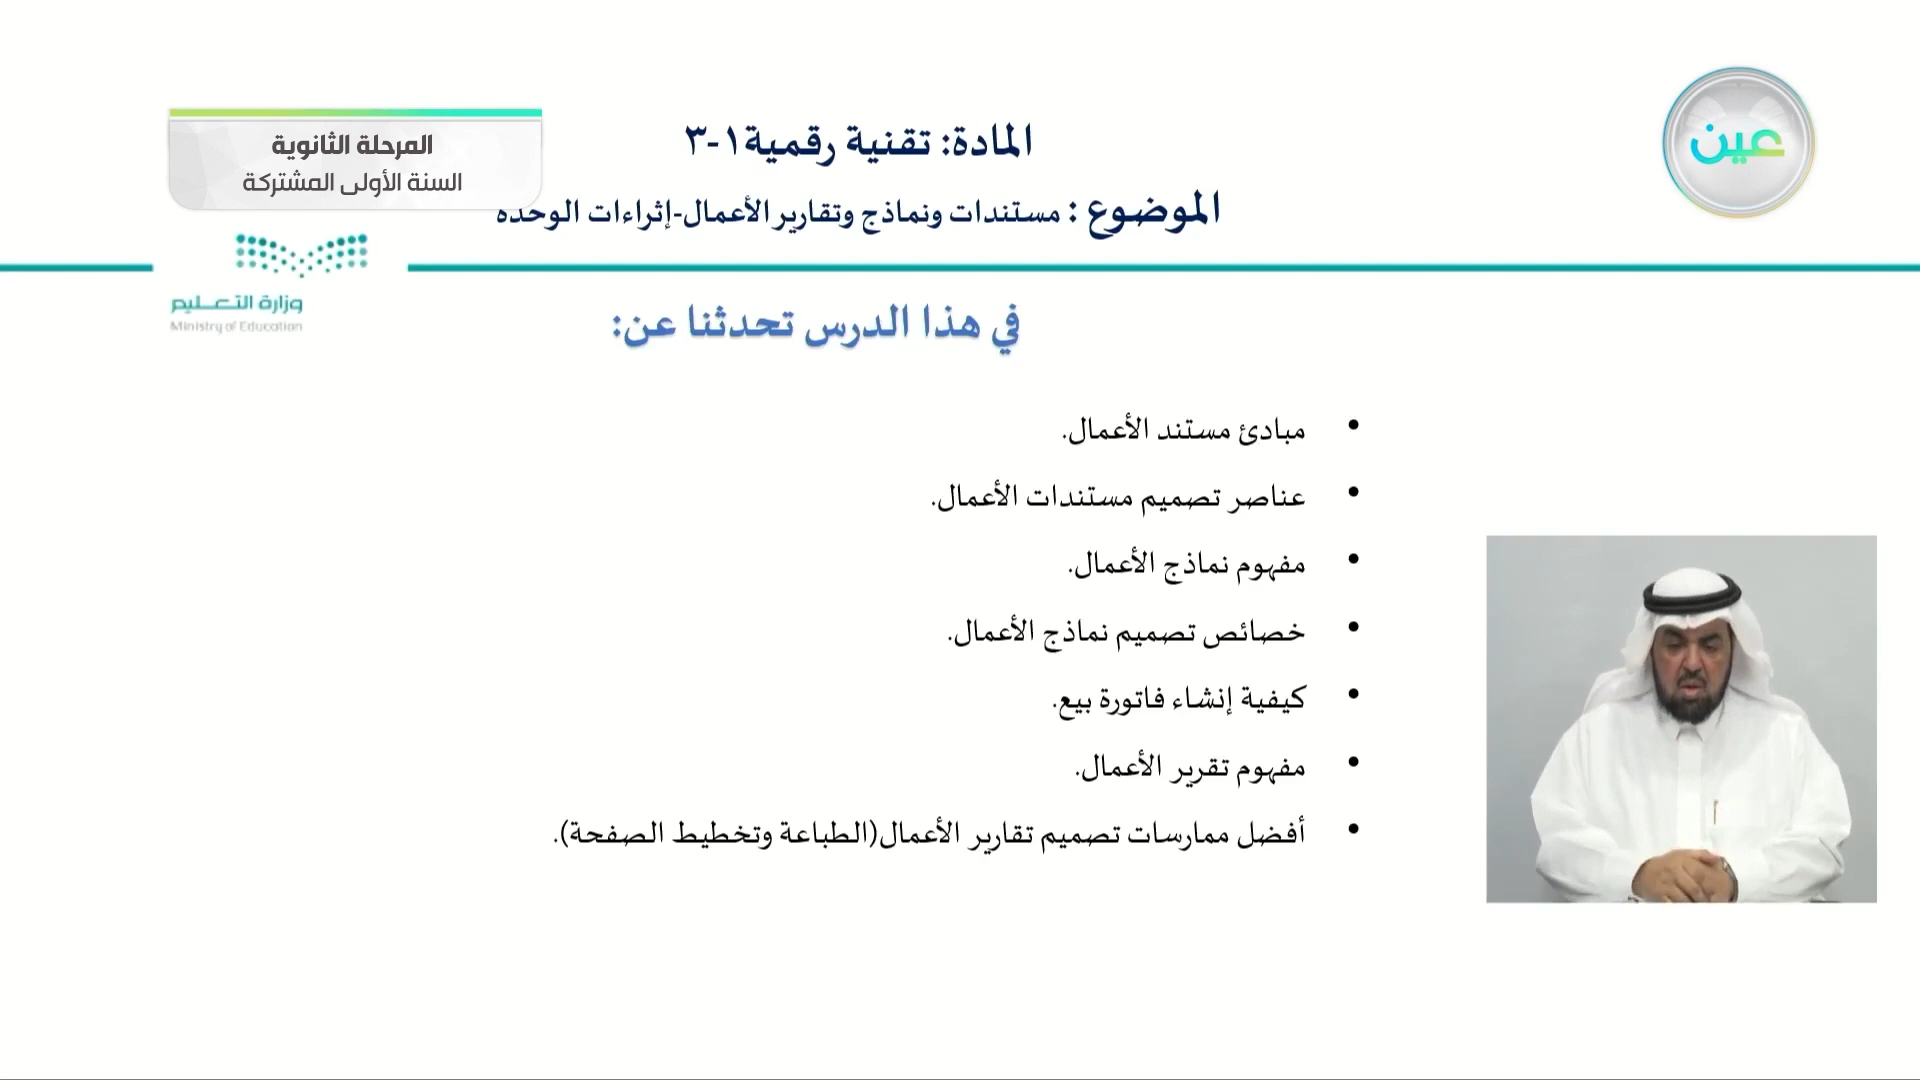 عين
المادة: تقنية رقمية١-٣
المرحلة الثانوية
السنة الأولى المشتركة
الموضوع : مستندات ونماذج وتقارير الأعمال-إثراءات الوحدة
وزارة التعليم
Ministry of Education
في هذا الدرس تحدثنا عن:
• مبادئ مستند الأعمال.
• عناصر تصميم مستندات الأعمال.
• مفهوم نماذج الأعمال.
• خصائص تصميم نماذج الأعمال.
• كيفية إنشاء فاتورة بيع.
• مفهوم تقرير الأعمال.
• أفضل ممارسات تصميم تقارير الأعمال(الطباعة وتخطيط الصفحة).